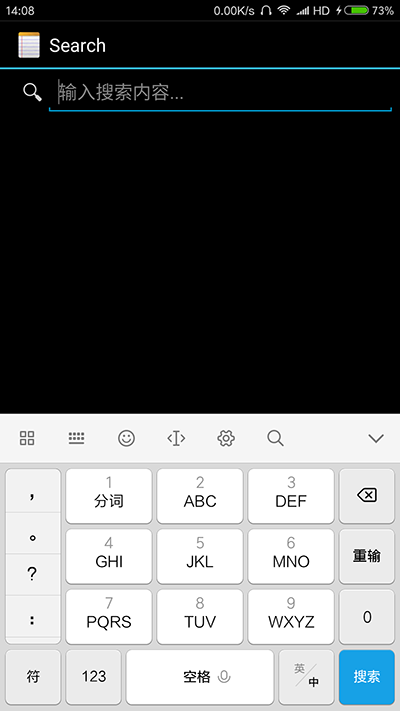 14:08 0.00K/s HD 73%
Search
输入搜索内容...
, 1 2 3
分词 ABC DEF
。 4 5 6
GHI JKL MNO 重输
? 7 8 9
PQRS TUV WXYZ 0
:
符 123 空格 英/中 搜索